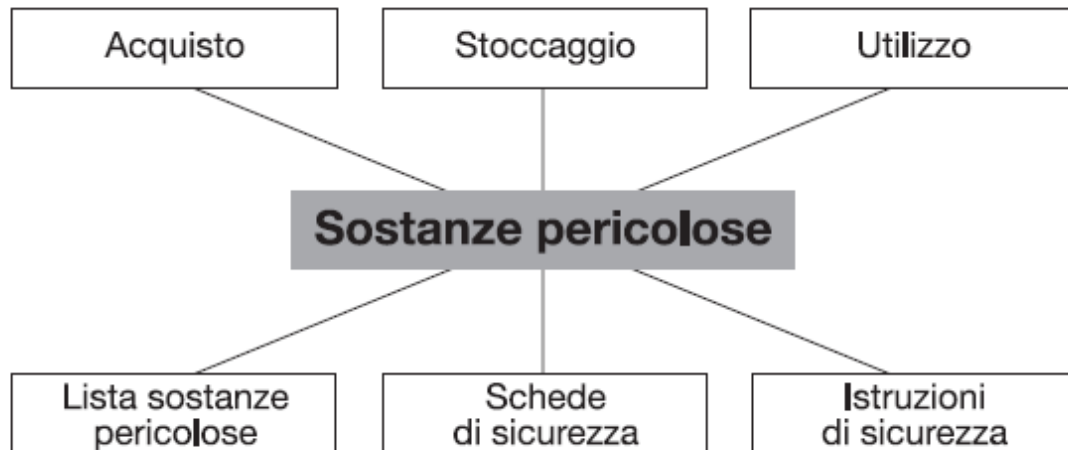 Acquisto
Stoccaggio
Utilizzo
Sostanze pericolose
Lista sostanze
pericolose
Schede
di sicurezza
Istruzioni
di sicurezza